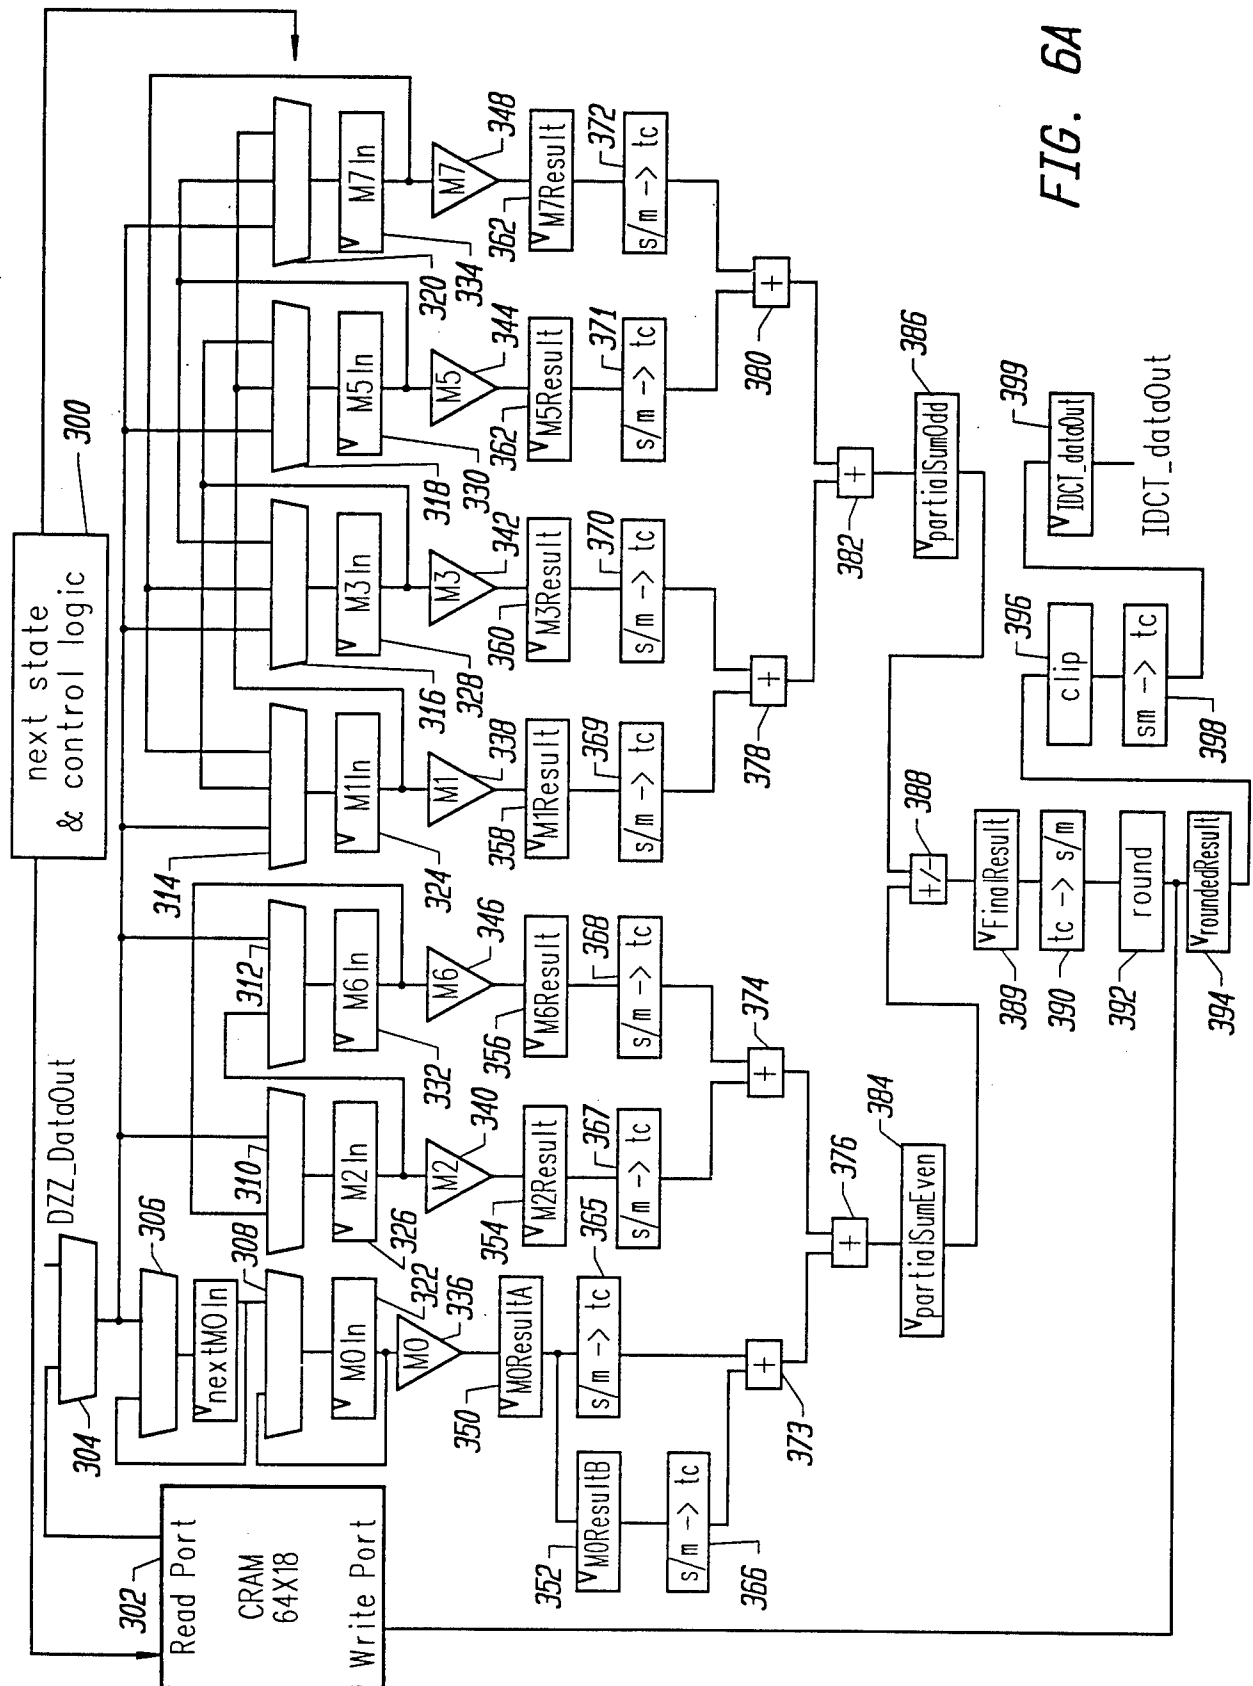 FIG. 6A
next state
& control logic
300
DZZ_DataOut
302
Read Port
CRAM
64X18
Write Port
304
306
308
310
312
314
316
318
320
nextM0In
M0In
M2In
M6In
M1In
M3In
M5In
M7In
322
326
332
324
328
330
334
M0
M2
M6
M1
M3
M5
M7
336
340
346
338
342
344
348
M0ResultA
M2Result
M6Result
M1Result
M3Result
M5Result
M7Result
350
354
356
358
360
362
362
M0ResultB
352
s/m -> tc
s/m -> tc
s/m -> tc
s/m -> tc
s/m -> tc
s/m -> tc
s/m -> tc
s/m -> tc
365
366
367
368
369
370
371
372
+
373
+
374
+
376
+
378
+
380
+
382
partialSumEven
384
partialSumOdd
386
+/-
388
FinalResult
389
tc -> s/m
390
round
392
roundedResult
394
clip
396
sm -> tc
398
IDCT_dataOut
399
IDCT_dataOut